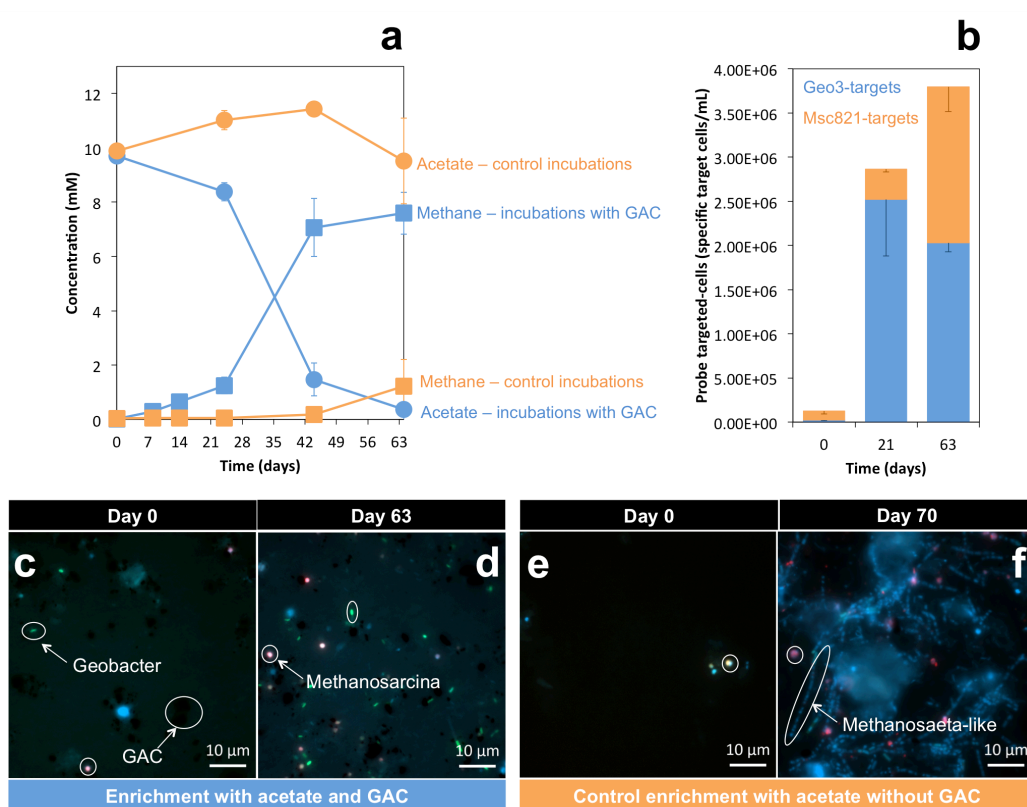 a
Concentration (mM)
12
10
8
6
4
2
0
0 7 14 21 28 35 42 49 56 63
Time (days)
Acetate – control incubations
Methane – incubations with GAC
Methane – control incubations
Acetate – incubations with GAC
b
Probe targeted-cells (specific target cells/mL)
4.00E+06
3.50E+06
3.00E+06
2.50E+06
2.00E+06
1.50E+06
1.00E+06
5.00E+05
0.00E+00
Geo3-targets
Msc821-targets
0 21 63
Time (days)
Day 0
Day 63
c
Geobacter
GAC
10 µm
d
Methanosarcina
10 µm
Enrichment with acetate and GAC
Day 0
Day 70
e
10 µm
f
Methanosaeta-like
10 µm
Control enrichment with acetate without GAC